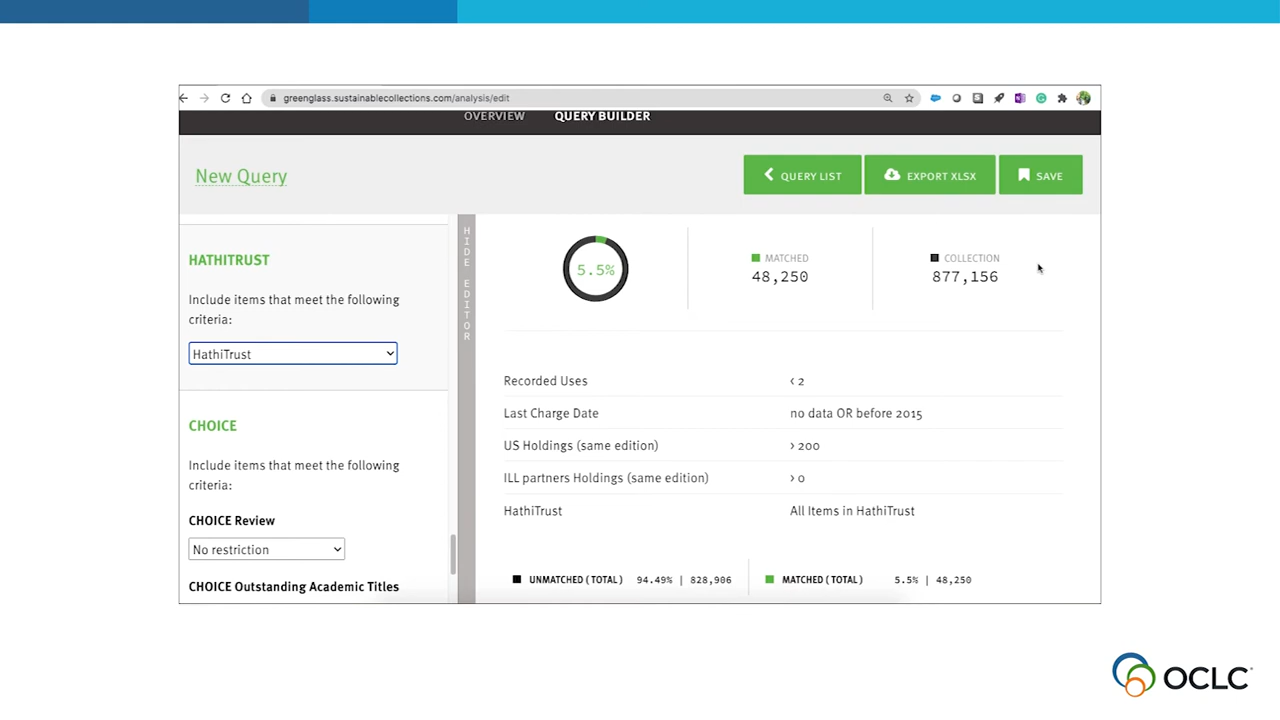 greenglass.sustainablecollections.com/analysis/edit
OVERVIEW QUERY BUILDER
New Query
QUERY LIST EXPORT XLSX SAVE
HATHITRUST
Include items that meet the following
criteria:
HathiTrust
CHOICE
Include items that meet the following
criteria:
CHOICE Review
No restriction
CHOICE Outstanding Academic Titles
HIDE EDITOR
5.5%
MATCHED
48,250
COLLECTION
877,156
Recorded Uses < 2
Last Charge Date no data OR before 2015
US Holdings (same edition) > 200
ILL partners Holdings (same edition) > 0
HathiTrust All Items in HathiTrust
UNMATCHED (TOTAL) 94.49% | 828,906 MATCHED (TOTAL) 5.5% | 48,250
OCLC